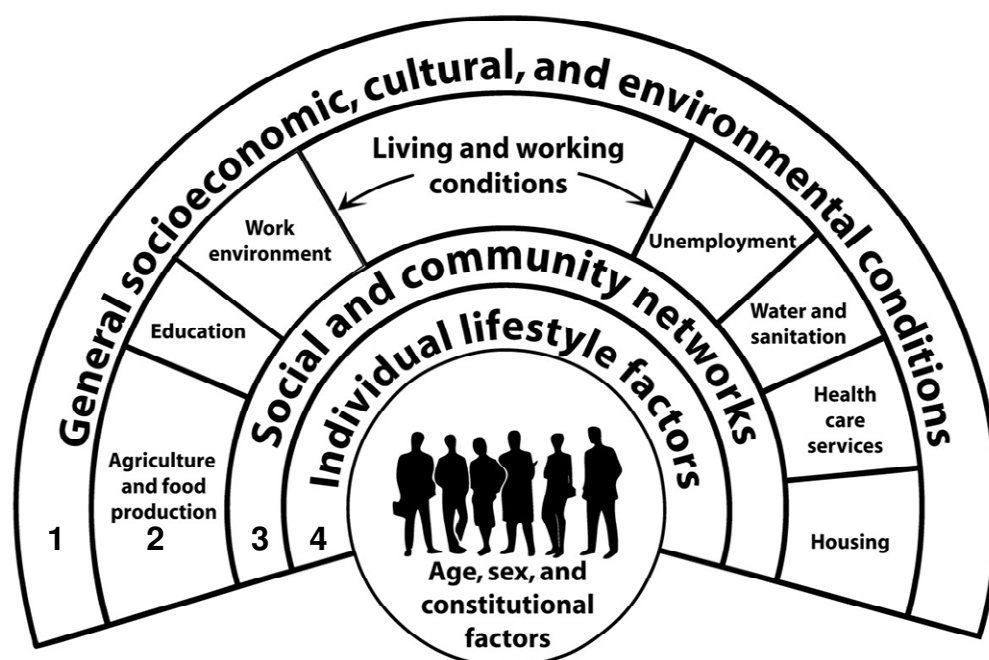 General socioeconomic, cultural, and environmental conditions
Living and working
conditions
Work
environment
Unemployment
Education
Water and
sanitation
Agriculture
and food
production
Health
care
services
Housing
Social and community networks
Individual lifestyle factors
1
2
3
4
Age, sex, and
constitutional
factors